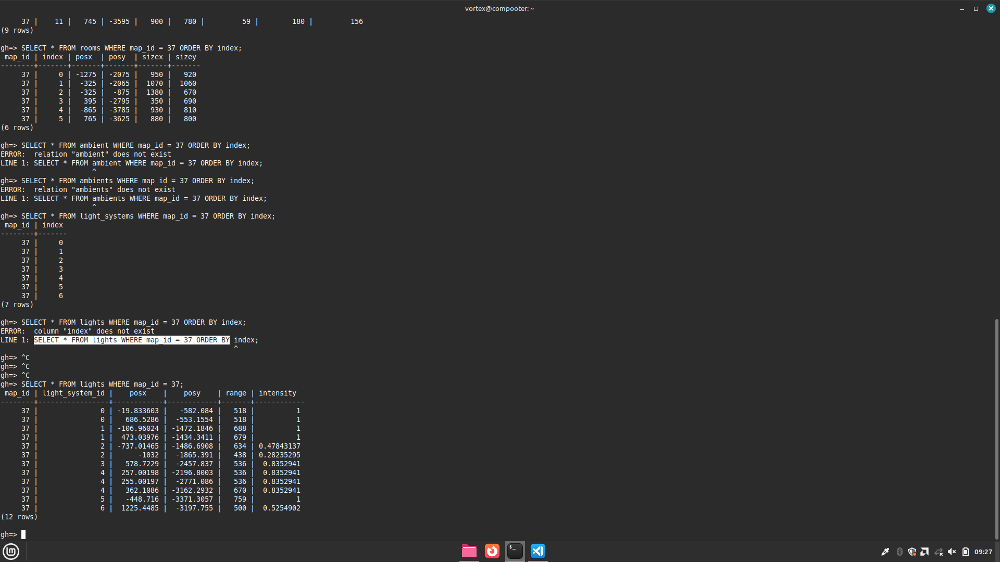 vortex@compooter: ~
     37 |    11 |   745 | -3595 |   900 |   780 |         59 |        180 |         156
(9 rows)
gh=> SELECT * FROM rooms WHERE map_id = 37 ORDER BY index;
 map_id | index | posx  | posy  | sizex | sizey
--------+-------+-------+-------+-------+-------
     37 |     0 | -1275 | -2075 |   950 |   920
     37 |     1 |  -325 | -2065 |  1070 |  1060
     37 |     2 |  -325 |  -875 |  1380 |   670
     37 |     3 |   395 | -2795 |   350 |   690
     37 |     4 |  -865 | -3785 |   930 |   810
     37 |     5 |   765 | -3625 |   880 |   800
(6 rows)
gh=> SELECT * FROM ambient WHERE map_id = 37 ORDER BY index;
ERROR:  relation "ambient" does not exist
LINE 1: SELECT * FROM ambient WHERE map_id = 37 ORDER BY index;
                      ^
gh=> SELECT * FROM ambients WHERE map_id = 37 ORDER BY index;
ERROR:  relation "ambients" does not exist
LINE 1: SELECT * FROM ambients WHERE map_id = 37 ORDER BY index;
                      ^
gh=> SELECT * FROM light_systems WHERE map_id = 37 ORDER BY index;
 map_id | index
--------+-------
     37 |     0
     37 |     1
     37 |     2
     37 |     3
     37 |     4
     37 |     5
     37 |     6
(7 rows)
gh=> SELECT * FROM lights WHERE map_id = 37 ORDER BY index;
ERROR:  column "index" does not exist
LINE 1: SELECT * FROM lights WHERE map_id = 37 ORDER BY index;
                                                        ^
gh=> ^C
gh=> ^C
gh=> ^C
gh=> SELECT * FROM lights WHERE map_id = 37;
 map_id | light_system_id |    posx    |    posy    | range | intensity
--------+-----------------+------------+------------+-------+------------
     37 |               0 | -19.833603 |   -582.084 |   518 |          1
     37 |               0 |   686.5286 |  -553.1554 |   518 |          1
     37 |               1 | -106.96024 | -1472.1846 |   688 |          1
     37 |               1 |  473.03976 | -1434.3411 |   679 |          1
     37 |               2 | -737.01465 | -1486.6908 |   634 | 0.47843137
     37 |               2 |      -1032 |  -1865.391 |   438 | 0.28235295
     37 |               3 |   578.7229 |  -2457.837 |   536 |  0.8352941
     37 |               4 |  257.00198 | -2196.8003 |   536 |  0.8352941
     37 |               4 |  255.00197 |  -2771.086 |   536 |  0.8352941
     37 |               4 |   362.1086 | -3162.2932 |   670 |  0.8352941
     37 |               5 |   -448.716 | -3371.3057 |   759 |          1
     37 |               6 |  1225.4485 |  -3197.755 |   500 |  0.5254902
(12 rows)
gh=>
$_
09:27